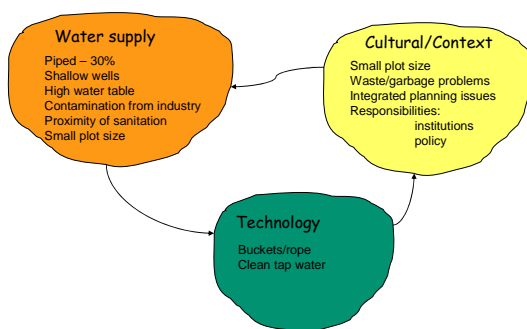 Water supply
Piped – 30%
Shallow wells
High water table
Contamination from industry
Proximity of sanitation
Small plot size
Cultural/Context
Small plot size
Waste/garbage problems
Integrated planning issues
Responsibilities:
institutions
policy
Technology
Buckets/rope
Clean tap water